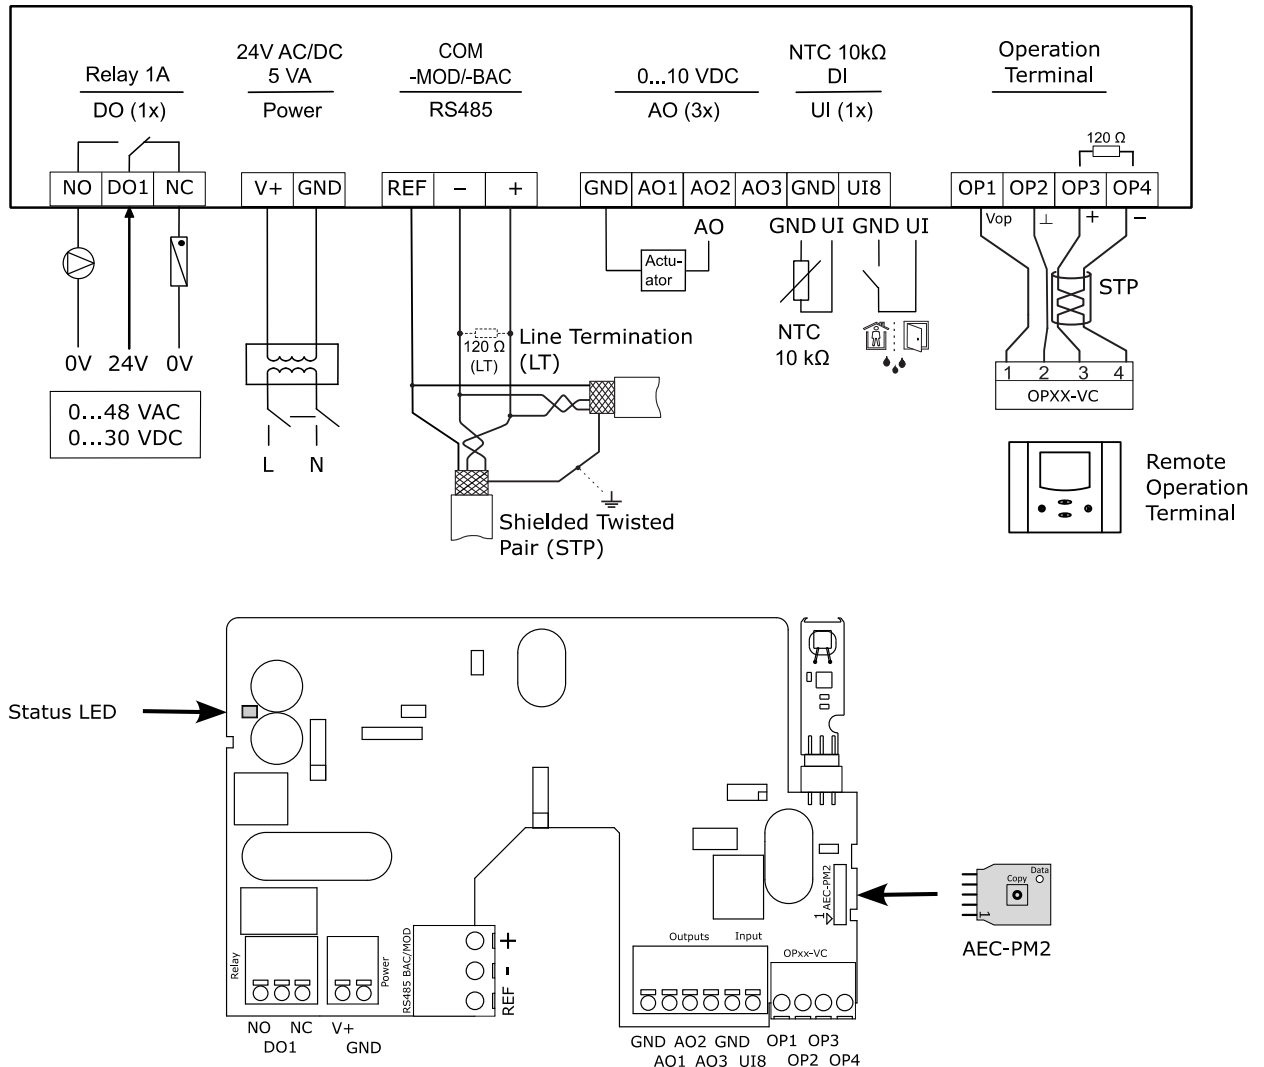 Relay 1A
DO (1x)
24V AC/DC
5 VA
Power
COM
-MOD/-BAC
RS485
0...10 VDC
AO (3x)
NTC 10kΩ
DI
UI (1x)
Operation
Terminal
120 Ω
NO DO1 NC
V+ GND
REF − +
GND AO1 AO2 AO3 GND UI8
OP1 OP2 OP3 OP4
Vop ⊥ + −
AO
GND UI GND UI
Actu-
ator
STP
NTC
10 kΩ
0V 24V 0V
0...48 VAC
0...30 VDC
L N
120 Ω
(LT)
Line Termination
(LT)
Shielded Twisted
Pair (STP)
1 2 3 4
OPXX-VC
Remote
Operation
Terminal
Status LED
Relay
Power
RS485 BAC/MOD
+
-
REF
NO NC
DO1
V+
GND
Outputs Input
OPxx-VC
GND AO2 GND
AO1 AO3 UI8
OP1 OP3
OP2 OP4
1 AEC-PM2
Data
Copy
1
AEC-PM2